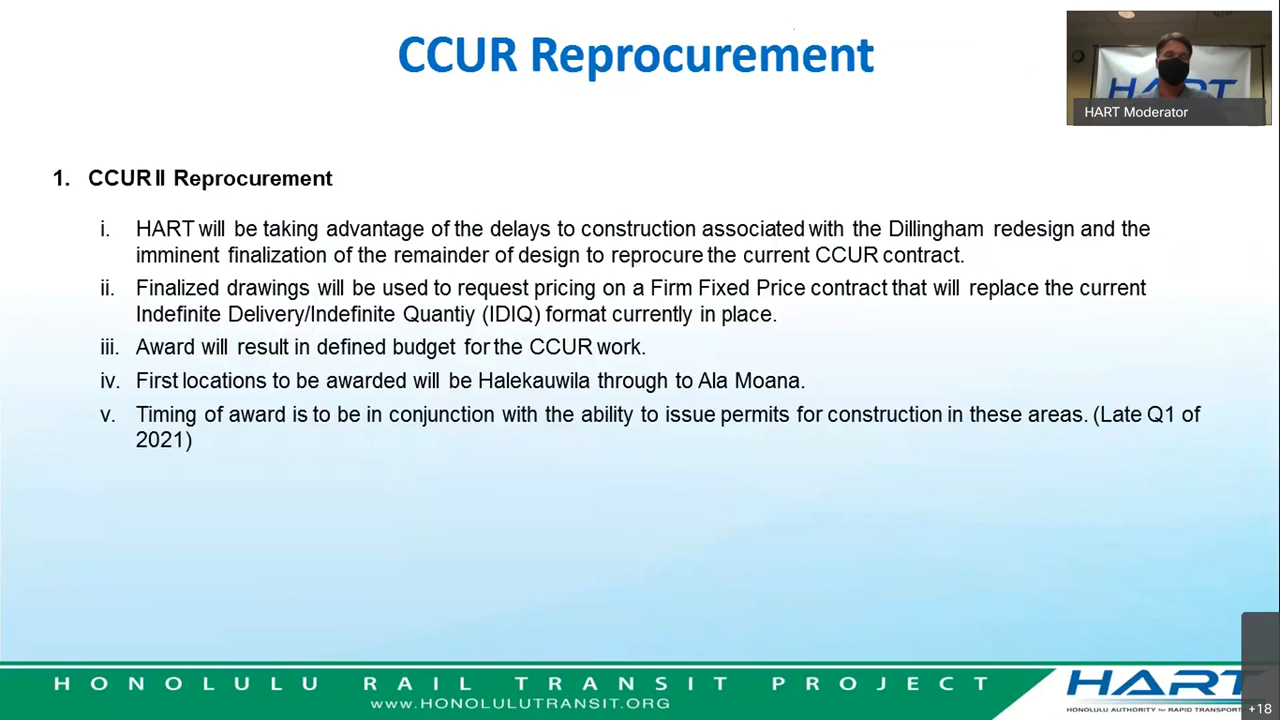 CCUR Reprocurement
HART
HART Moderator
1. CCUR II Reprocurement
i. HART will be taking advantage of the delays to construction associated with the Dillingham redesign and the
imminent finalization of the remainder of design to reprocure the current CCUR contract.
ii. Finalized drawings will be used to request pricing on a Firm Fixed Price contract that will replace the current
Indefinite Delivery/Indefinite Quantiy (IDIQ) format currently in place.
iii. Award will result in defined budget for the CCUR work.
iv. First locations to be awarded will be Halekauwila through to Ala Moana.
v. Timing of award is to be in conjunction with the ability to issue permits for construction in these areas. (Late Q1 of
2021)
HONOLULU RAIL TRANSIT PROJECT
www.HONOLULUTRANSIT.ORG
HART
HONOLULU AUTHORITY for RAPID TRANSPORT
+18